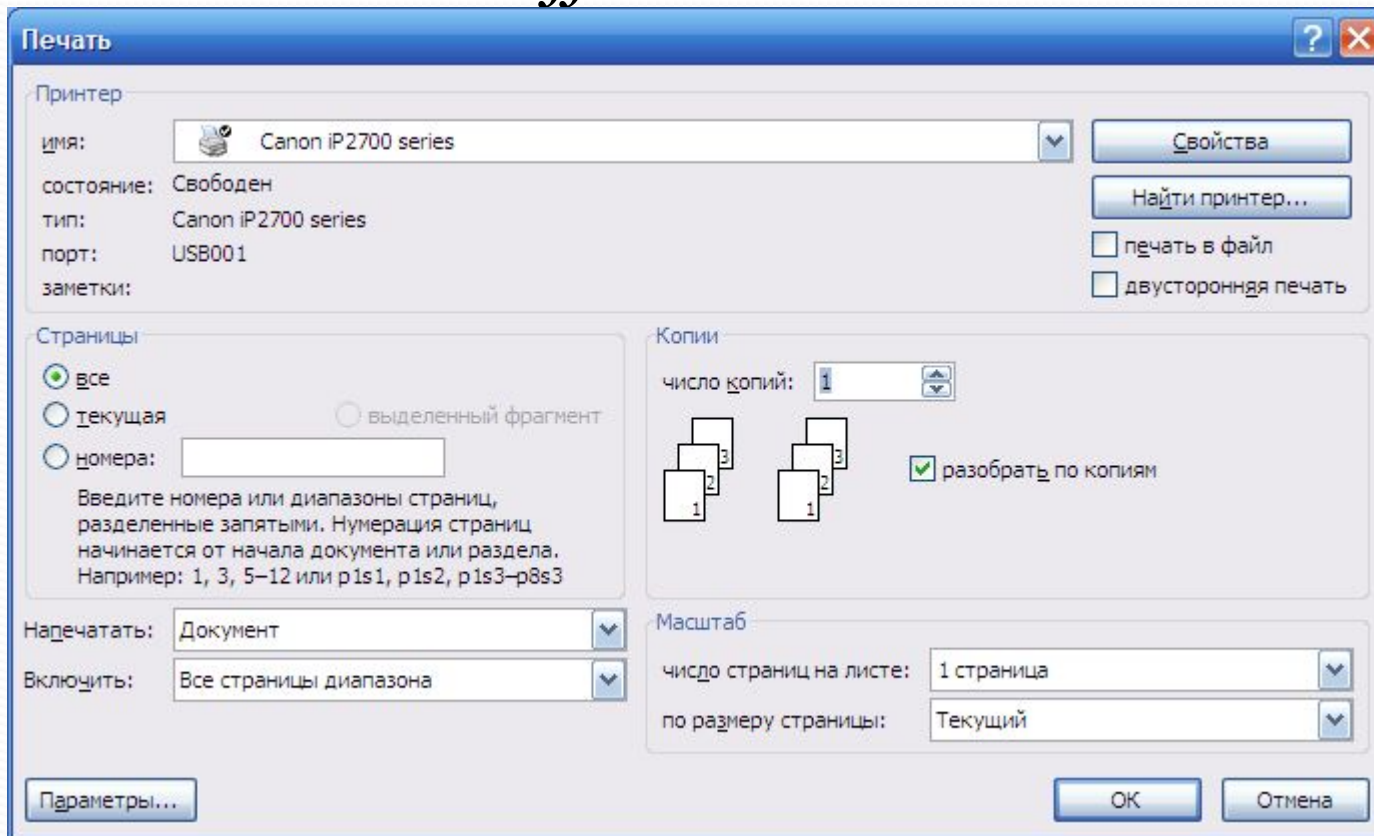 Печать
Принтер
имя: Canon iP2700 series Свойства
состояние: Свободен Найти принтер...
тип: Canon iP2700 series
порт: USB001 печать в файл
заметки: двусторонняя печать
Страницы Копии
все число копий: 1
текущая выделенный фрагмент
номера: разобрать по копиям
3 3
2 2
1 1
Введите номера или диапазоны страниц,
разделенные запятыми. Нумерация страниц
начинается от начала документа или раздела.
Например: 1, 3, 5–12 или p1s1, p1s2, p1s3–p8s3
Напечатать: Документ Масштаб
Включить: Все страницы диапазона число страниц на листе: 1 страница
по размеру страницы: Текущий
Параметры... ОК Отмена